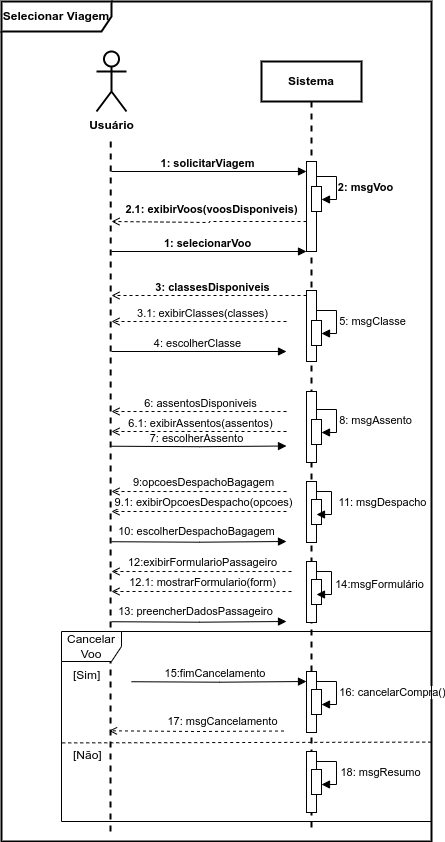 Selecionar Viagem
Sistema
Usuário
1: solicitarViagem
2: msgVoo
2.1: exibirVoos(voosDisponiveis)
1: selecionarVoo
3: classesDisponiveis
3.1: exibirClasses(classes)
5: msgClasse
4: escolherClasse
6: assentosDisponiveis
6.1: exibirAssentos(assentos)
8: msgAssento
7: escolherAssento
9:opcoesDespachoBagagem
9.1: exibirOpcoesDespacho(opcoes)
11: msgDespacho
10: escolherDespachoBagagem
12:exibirFormularioPassageiro
12.1: mostrarFormulario(form)
14:msgFormulário
13: preencherDadosPassageiro
Cancelar
Voo
[Sim]
15:fimCancelamento
16: cancelarCompra()
17: msgCancelamento
[Não]
18: msgResumo